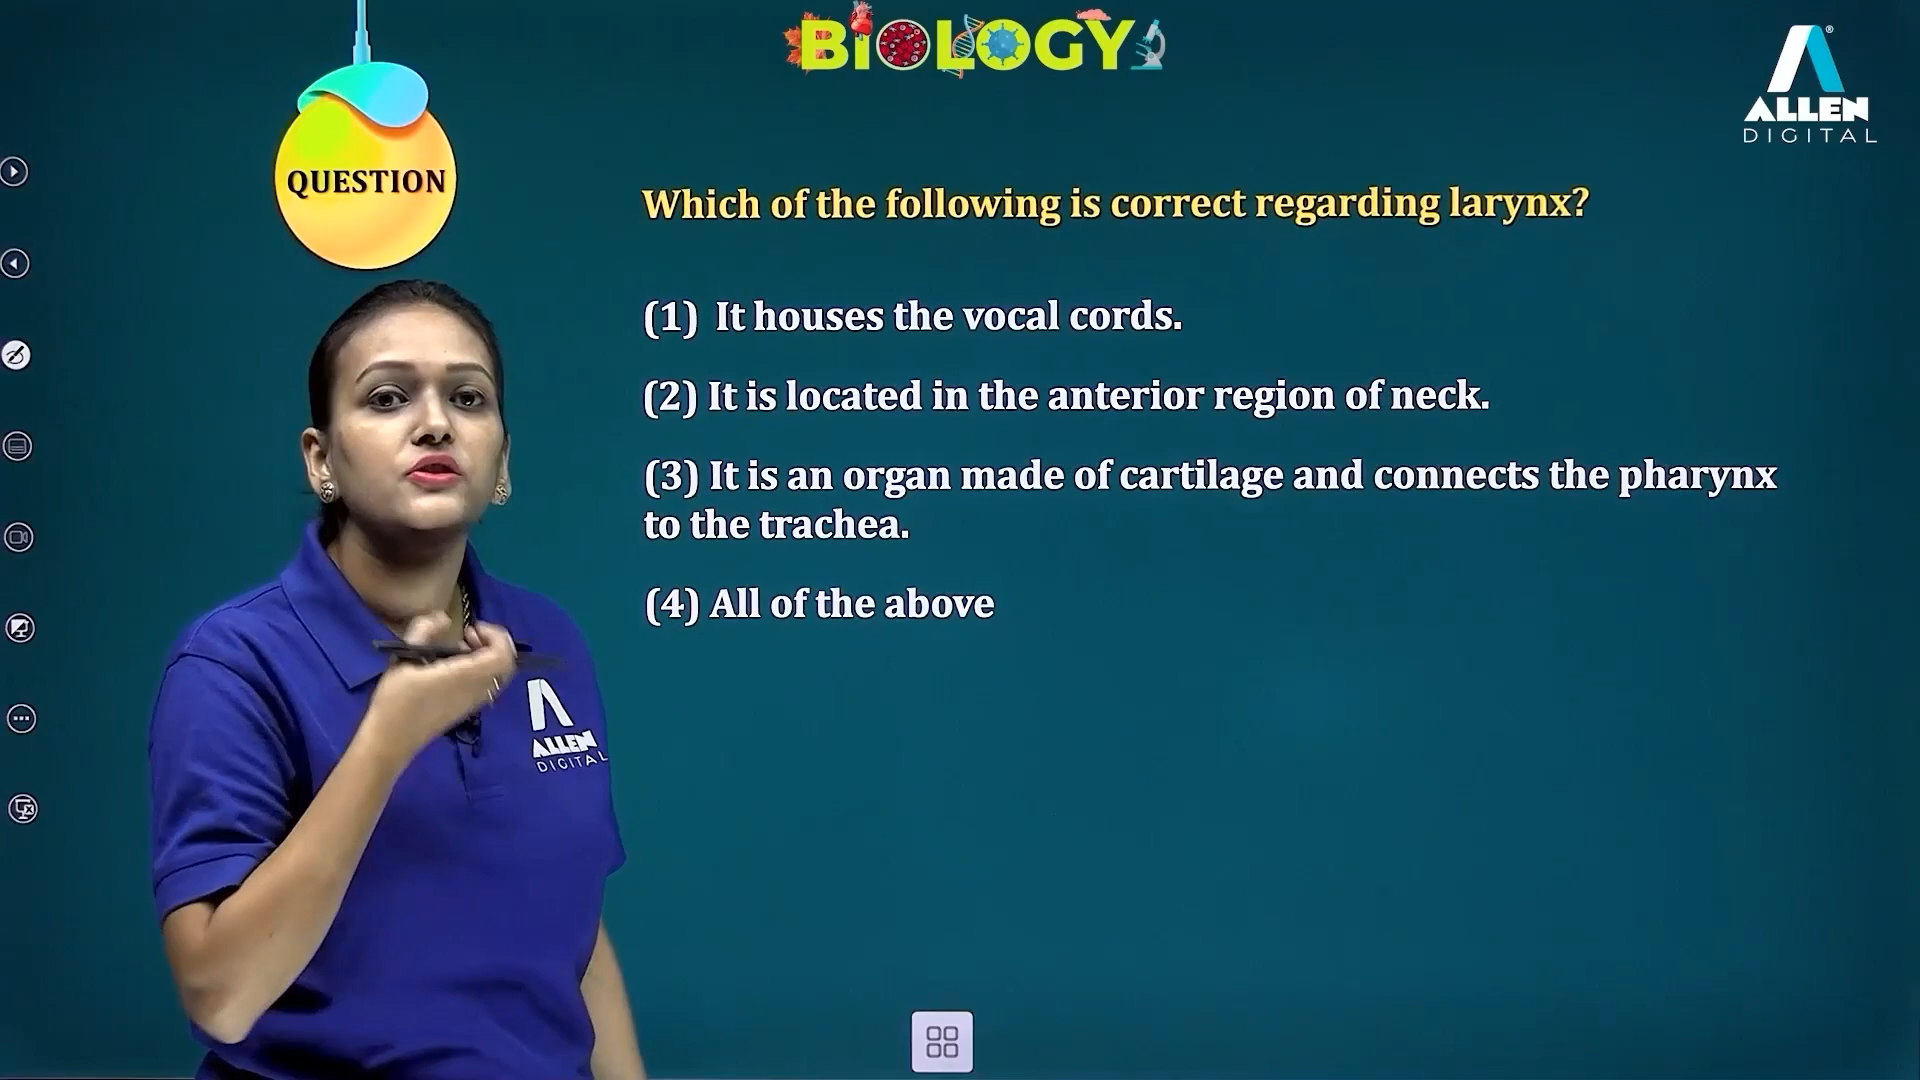 BIOLOGY
ALLEN
DIGITAL
QUESTION
Which of the following is correct regarding larynx?
(1) It houses the vocal cords.
(2) It is located in the anterior region of neck.
(3) It is an organ made of cartilage and connects the pharynx
to the trachea.
(4) All of the above
ALLEN
DIGITAL